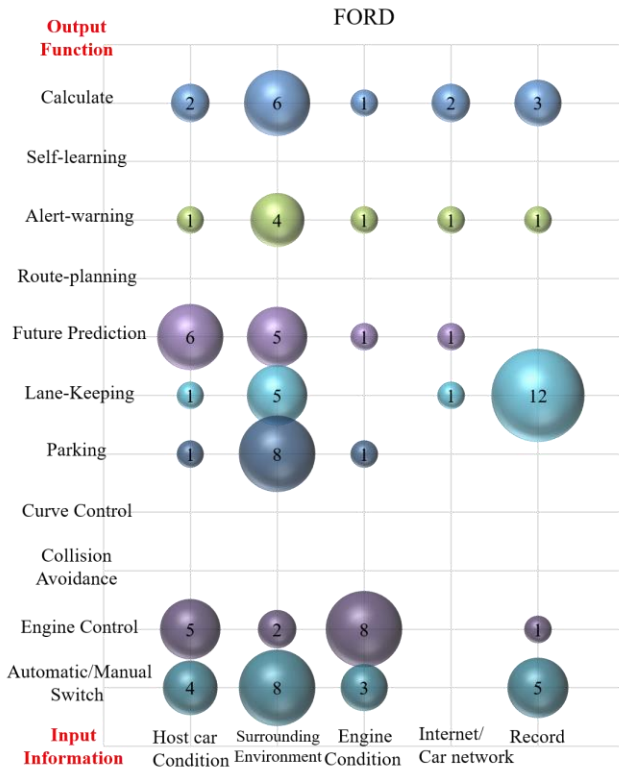 FORD
Output
Function
Calculate
2 6 1 2 3
Self-learning
Alert-warning
1 4 1 1 1
Route-planning
Future Prediction
6 5 1 1
Lane-Keeping
1 5 1 12
Parking
1 8 1
Curve Control
Collision
Avoidance
Engine Control
5 2 8 1
Automatic/Manual
Switch
4 8 3 5
Input
Information
Host car
Condition
Surrounding
Environment
Engine
Condition
Internet/
Car network
Record